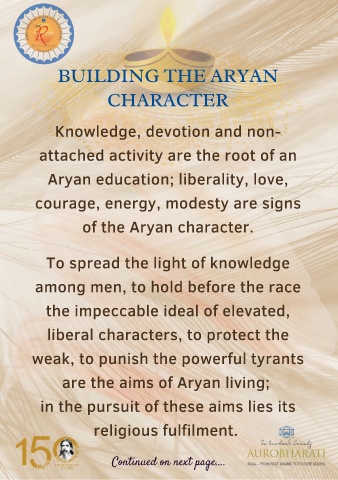 R
BUILDING THE ARYAN
CHARACTER
Knowledge, devotion and non-
attached activity are the root of an
Aryan education; liberality, love,
courage, energy, modesty are signs
of the Aryan character.
To spread the light of knowledge
among men, to hold before the race
the impeccable ideal of elevated,
liberal characters, to protect the
weak, to punish the powerful tyrants
are the aims of Aryan living;
in the pursuit of these aims lies its
religious fulfilment.
150
Continued on next page....
Sri Aurobindo Society
AUROBHARATI